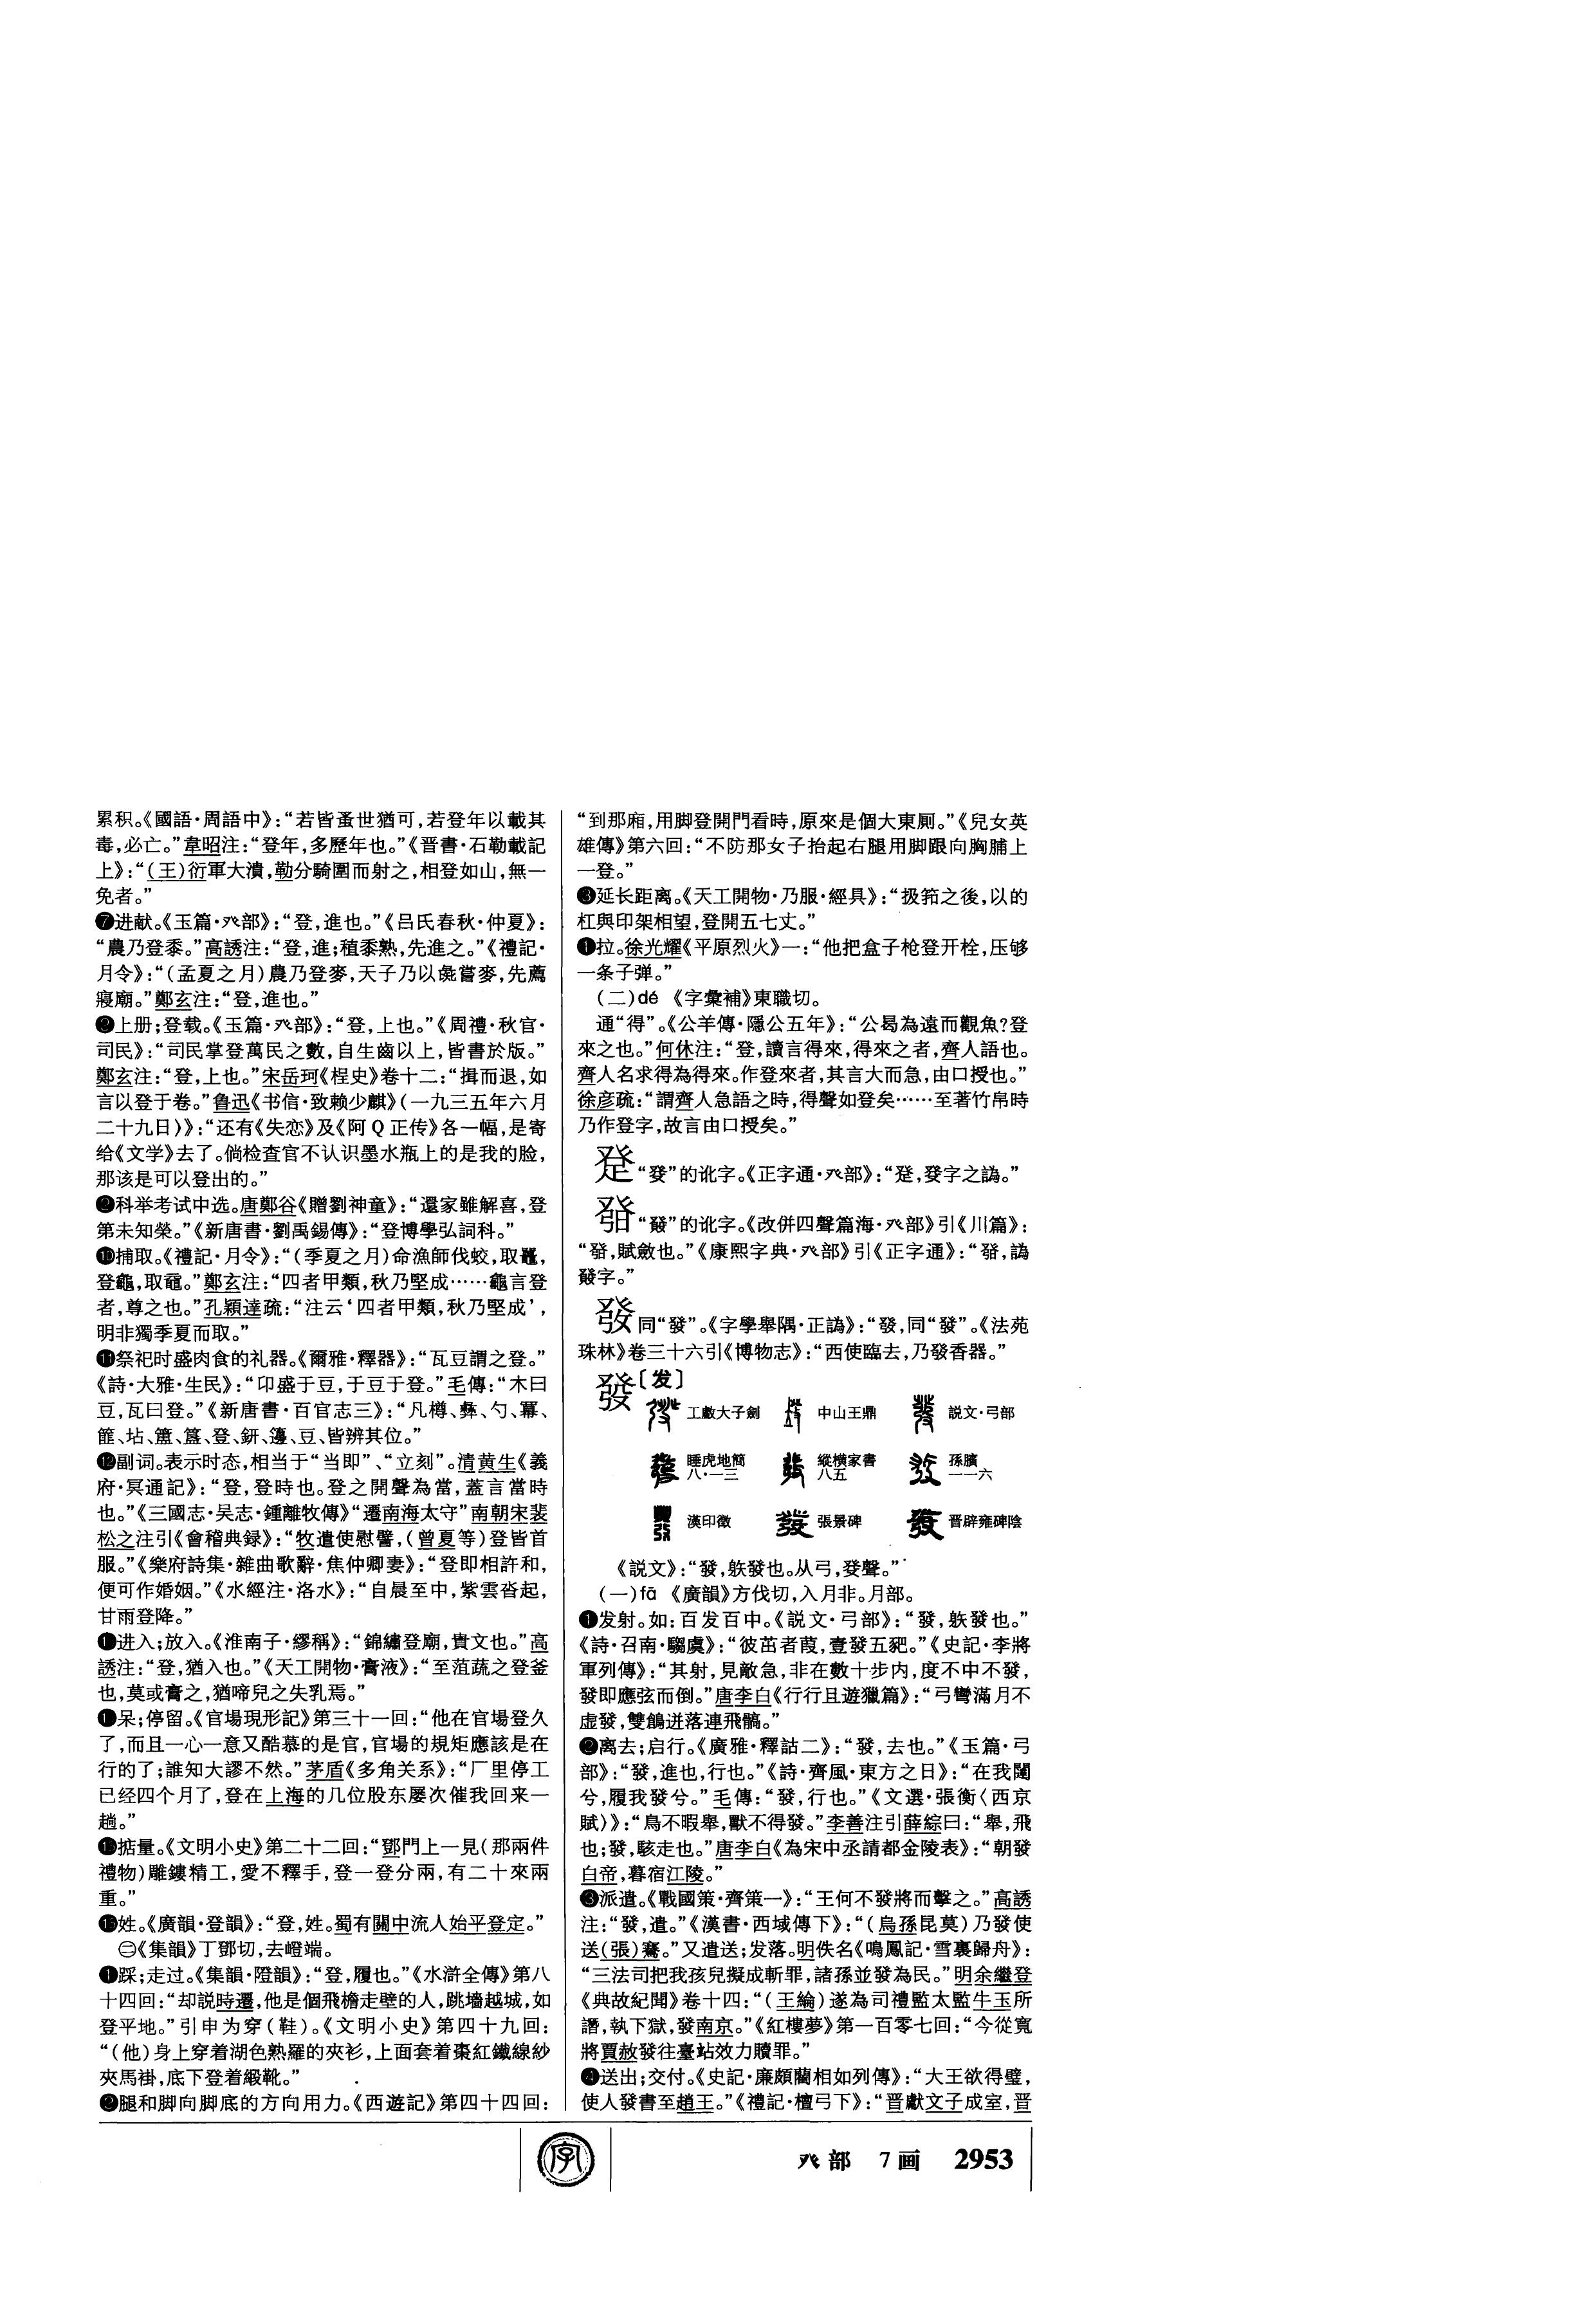 累积。《國語·周語中》：“若皆蚤世猶可，若登年以載其
毒，必亡。”韋昭注：“登年，多歷年也。”《晋書·石勒載記
上》：“（王）衍軍大潰，勒分騎圍而射之，相登如山，無一
免者。”
❼进献。《玉篇·癶部》：“登，進也。”《吕氏春秋·仲夏》：
“農乃登黍。”高誘注：“登，進；植黍熟，先進之。”《禮記·
月令》：“（孟夏之月）農乃登麥，天子乃以彘嘗麥，先薦
寢廟。”鄭玄注：“登，進也。”
上册；登载。《玉篇·癶部》：“登，上也。”《周禮·秋官·
司民》：“司民掌登萬民之數，自生齒以上，皆書於版。”
鄭玄注：“登，上也。”宋岳珂《桯史》卷十二：“揖而退，如
言以登于卷。”鲁迅《书信·致赖少麒》（一九三五年六月
二十九日）》：“还有《失恋》及《阿Q正传》各一幅，是寄
给《文学》去了。倘检查官不认识墨水瓶上的是我的脸，
那该是可以登出的。”
科举考试中选。唐鄭谷《贈劉神童》：“還家雖解喜，登
第未知榮。”《新唐書·劉禹錫傳》：“登博學弘詞科。”
❿捕取。《禮記·月令》：“（季夏之月）命漁師伐蛟，取鼉，
登龜，取黿。”鄭玄注：“四者甲類，秋乃堅成……龜言登
者，尊之也。”孔穎達疏：“注云‘四者甲類，秋乃堅成’，
明非獨季夏而取。”
⓫祭祀时盛肉食的礼器。《爾雅·釋器》：“瓦豆謂之登。”
《詩·大雅·生民》：“卬盛于豆，于豆于登。”毛傳：“木曰
豆，瓦曰登。”《新唐書·百官志三》：“凡樽、彝、勺、冪、
篚、坫、簠、簋、登、鈃、籩、豆、皆辨其位。”
⓬副词。表示时态，相当于“当即”、“立刻”。清黄生《義
府·冥通記》：“登，登時也。登之開聲為當，蓋言當時
也。”《三國志·吴志·鍾離牧傳》“遷南海太守”南朝宋裴
松之注引《會稽典録》：“牧遣使慰譬，（曾夏等）登皆首
服。”《樂府詩集·雜曲歌辭·焦仲卿妻》：“登即相許和，
便可作婚姻。”《水經注·洛水》：“自晨至中，紫雲沓起，
甘雨登降。”
进入；放入。《淮南子·繆稱》：“錦繡登廟，貴文也。”高
誘注：“登，猶入也。”《天工開物·膏液》：“至菹蔬之登釜
也，莫或膏之，猶啼兒之失乳焉。”
呆；停留。《官場現形記》第三十一回：“他在官場登久
了，而且一心一意又酷慕的是官，官場的規矩應該是在
行的了；誰知大謬不然。”茅盾《多角关系》：“厂里停工
已经四个月了，登在上海的几位股东屡次催我回来一
趟。”
掂量。《文明小史》第二十二回：“鄧門上一見（那兩件
禮物）雕鏤精工，愛不釋手，登一登分兩，有二十來兩
重。”
姓。《廣韻·登韻》：“登，姓。蜀有關中流人始平登定。”
㊁《集韻》丁鄧切，去嶝端。
❶踩；走过。《集韻·隥韻》：“登，履也。”《水滸全傳》第八
十四回：“却説時遷，他是個飛檐走壁的人，跳墻越城，如
登平地。”引申为穿（鞋）。《文明小史》第四十九回：
“（他）身上穿着湖色熟羅的夾衫，上面套着棗紅鐵線紗
夾馬褂，底下登着緞靴。”
❷腿和脚向脚底的方向用力。《西遊記》第四十四回：
“到那廂，用脚登開門看時，原來是個大東厠。”《兒女英
雄傳》第六回：“不防那女子抬起右腿用脚跟向胸脯上
一登。”
❸延长距离。《天工開物·乃服·經具》：“扱筘之後，以的
杠與印架相望，登開五七丈。”
拉。徐光耀《平原烈火》一：“他把盒子枪登开栓，压够
一条子弹。”
（二）dé 《字彙補》東職切。
通“得”。《公羊傳·隱公五年》：“公曷為遠而觀魚？登
來之也。”何休注：“登，讀言得來，得來之者，齊人語也。
齊人名求得為得來。作登來者，其言大而急，由口授也。”
徐彦疏：“謂齊人急語之時，得聲如登矣……至著竹帛時
乃作登字，故言由口授矣。”
“癹”的讹字。《正字通·癶部》：“，癹字之譌。”
“發”的讹字。《改併四聲篇海·癶部》引《川篇》：
“，賦斂也。”《康熙字典·癶部》引《正字通》：“，譌
字。”
同“發”。《字學舉隅·正譌》：“，同“發”。《法苑
珠林》卷三十六引《博物志》：“西使臨去，乃發香器。”
發〔发〕
工𢾅大子劍 中山王鼎 説文·弓部
睡虎地簡八·一三 縱横家書八五 孫臏一一六
漢印徵 張景碑 晋辟雍碑陰
《説文》：“發，䠶發也。从弓，癹聲。”
（一）fā 《廣韻》方伐切，入月非。月部。
❶发射。如：百发百中。《説文·弓部》：“發，䠶發也。”
《詩·召南·騶虞》：“彼茁者葭，壹發五豝。”《史記·李將
軍列傳》：“其射，見敵急，非在數十步内，度不中不發，
發即應弦而倒。”唐李白《行行且遊獵篇》：“弓彎滿月不
虚發，雙鶬迸落連飛髇。”
❷离去；启行。《廣雅·釋詁二》：“發，去也。”《玉篇·弓
部》：“發，進也，行也。”《詩·齊風·東方之日》：“在我闥
兮，履我發兮。”毛傳：“發，行也。”《文選·張衡〈西京
賦〉》：“鳥不暇舉，獸不得發。”李善注引薛綜曰：“舉，飛
也；發，駭走也。”唐李白《為宋中丞請都金陵表》：“朝發
白帝，暮宿江陵。”
❸派遣。《戰國策·齊策一》：“王何不發將而擊之。”高誘
注：“發，遣。”《漢書·西域傳下》：“（烏孫昆莫）乃發使
送（張）騫。”又遣送；发落。明佚名《鳴鳳記·雪裏歸舟》：
“三法司把我孩兒擬成斬罪，諸孫並發為民。”明余繼登
《典故紀聞》卷十四：“（王綸）遂為司禮監太監牛玉所
譖，執下獄，發南京。”《紅樓夢》第一百零七回：“今從寬
將賈赦發往臺站效力贖罪。”
❹送出；交付。《史記·廉頗藺相如列傳》：“大王欲得璧，
使人發書至趙王。”《禮記·檀弓下》：“晋獻文子成室，晋
字
癶部 7画 2953